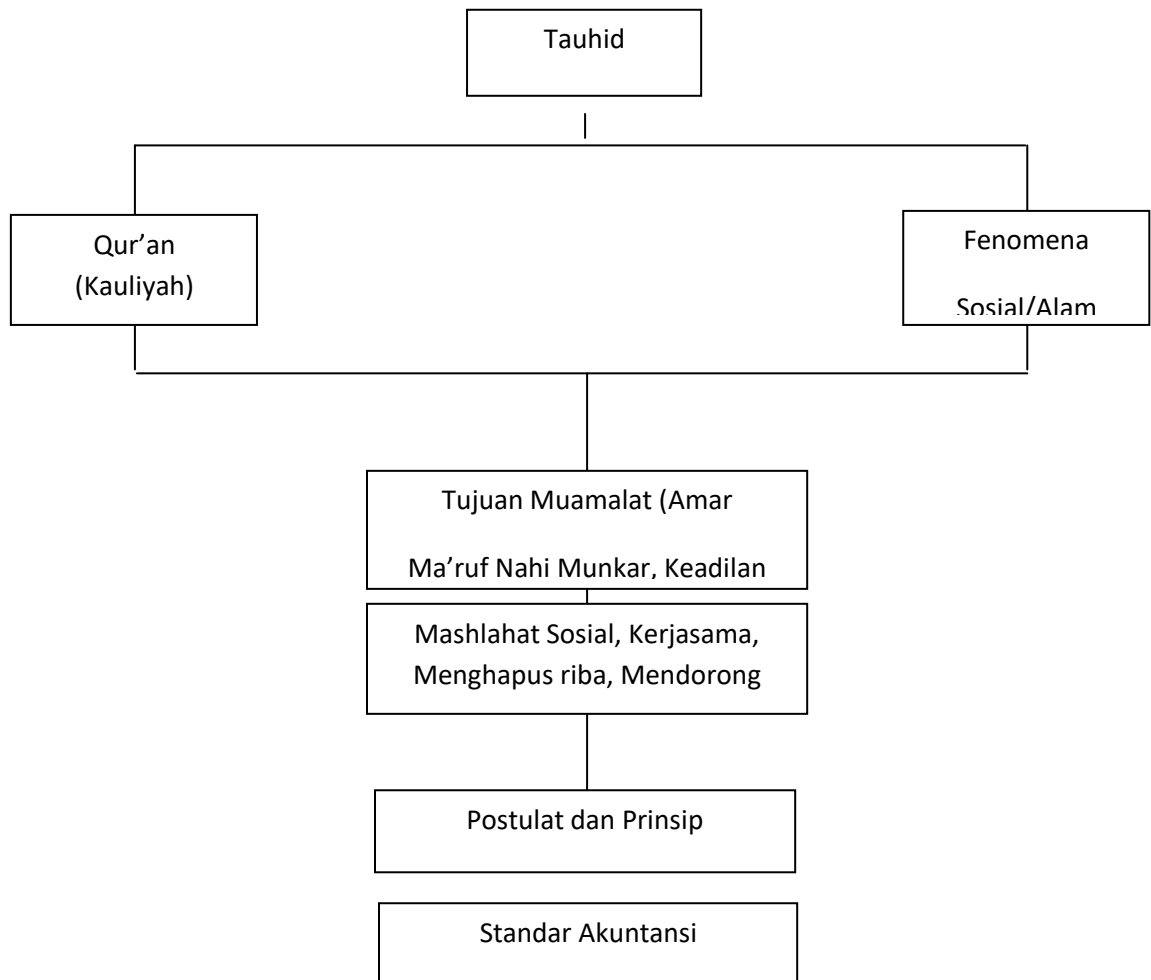 Tauhid
Qur’an
(Kauliyah)
Fenomena
Sosial/Alam
Tujuan Muamalat (Amar
Ma’ruf Nahi Munkar, Keadilan
Mashlahat Sosial, Kerjasama,
Menghapus riba, Mendorong
Postulat dan Prinsip
Standar Akuntansi